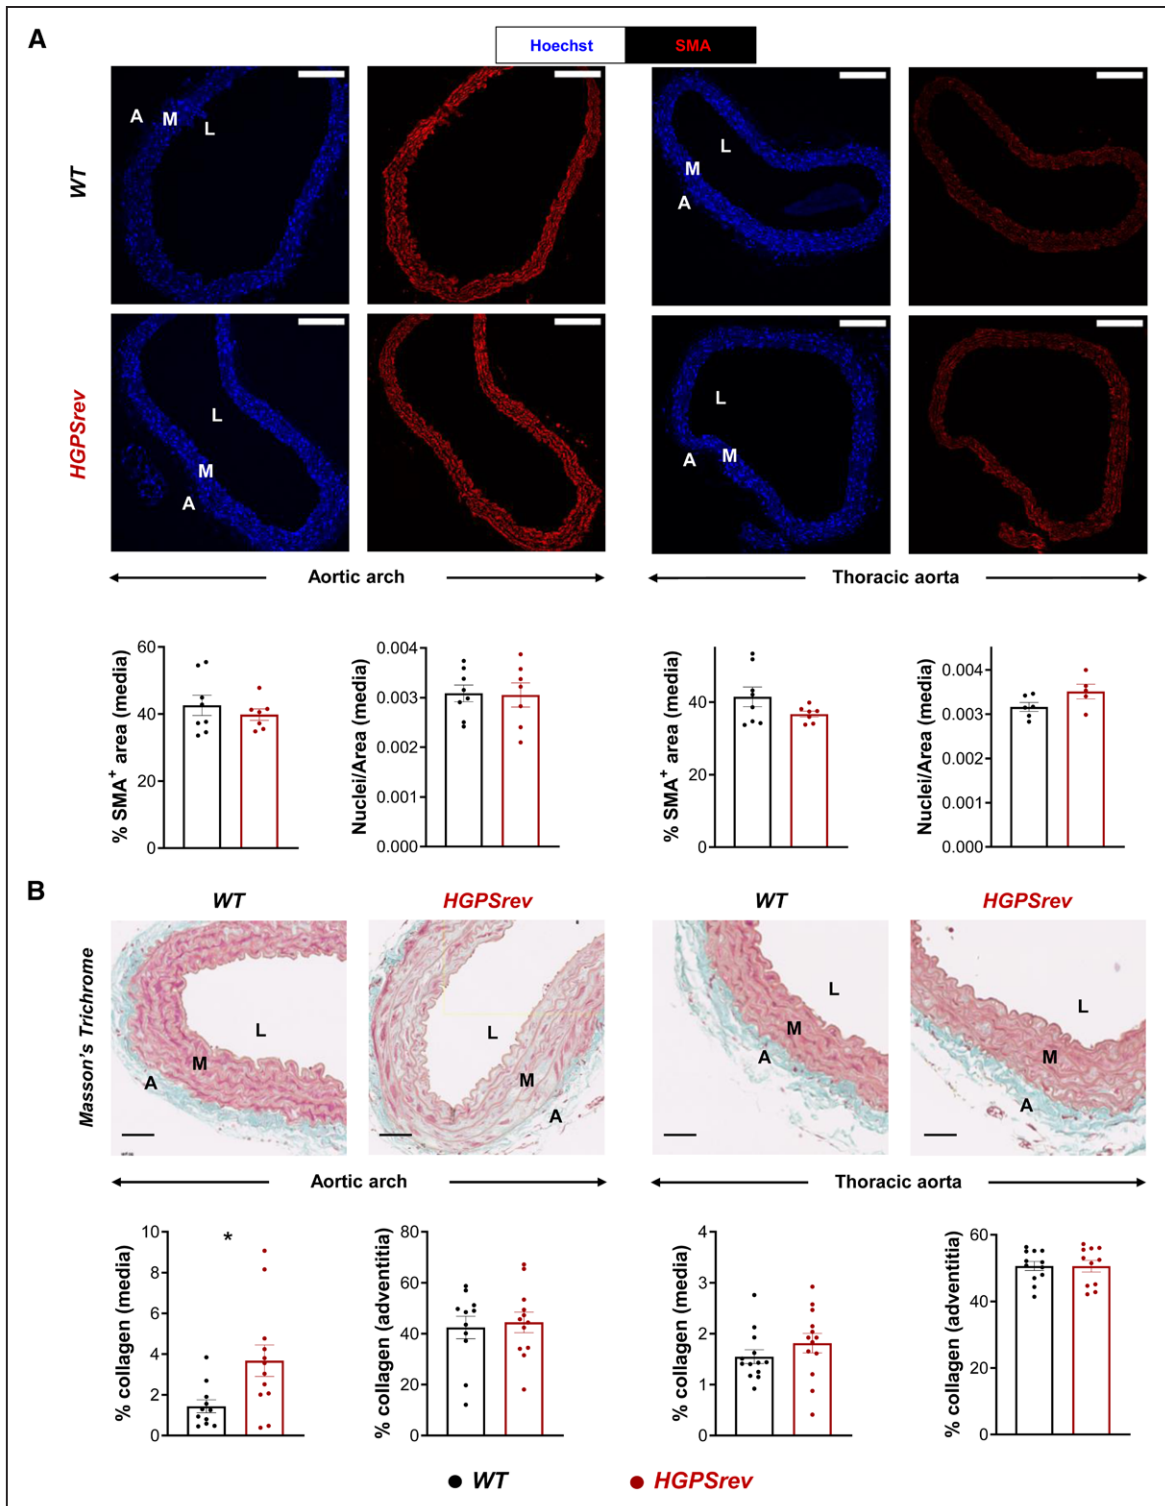 A
Hoechst SMA
WT
A M L
L M A
HGPSrev
L M A
L A M
Aortic arch
Thoracic aorta
% SMA+ area (media)
60
40
20
0
Nuclei/Area (media)
0.004
0.003
0.002
0.001
0.000
% SMA+ area (media)
40
20
0
Nuclei/Area (media)
0.004
0.003
0.002
0.001
0.000
B
WT HGPSrev WT HGPSrev
Masson's Trichrome
L M A
L M A
L M A
L M A
Aortic arch
Thoracic aorta
% collagen (media)
10
8
6
4
2
0
*
% collagen (adventitia)
80
60
40
20
0
% collagen (media)
4
3
2
1
0
% collagen (adventitia)
60
40
20
0
WT HGPSrev